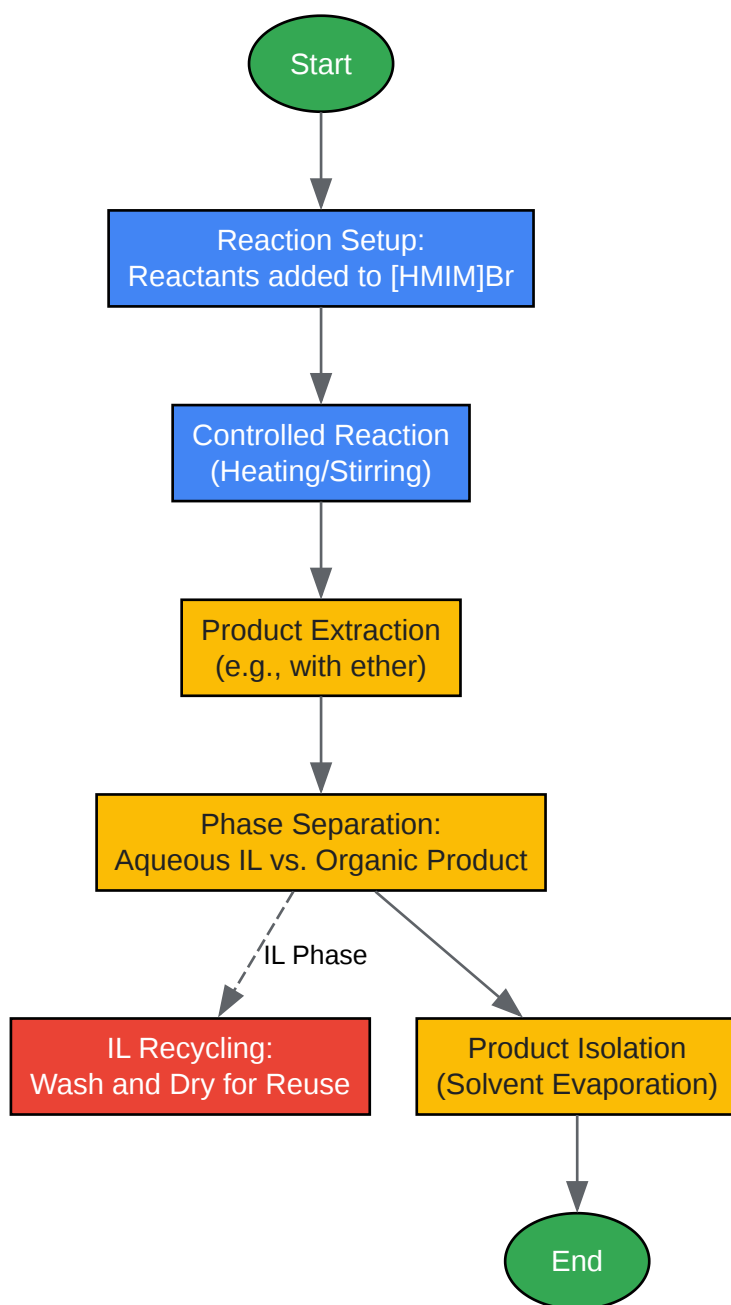 Start
Reaction Setup:
Reactants added to [HMIM]Br
Controlled Reaction
(Heating/Stirring)
Product Extraction
(e.g., with ether)
Phase Separation:
Aqueous IL vs. Organic Product
IL Phase
IL Recycling:
Wash and Dry for Reuse
Product Isolation
(Solvent Evaporation)
End